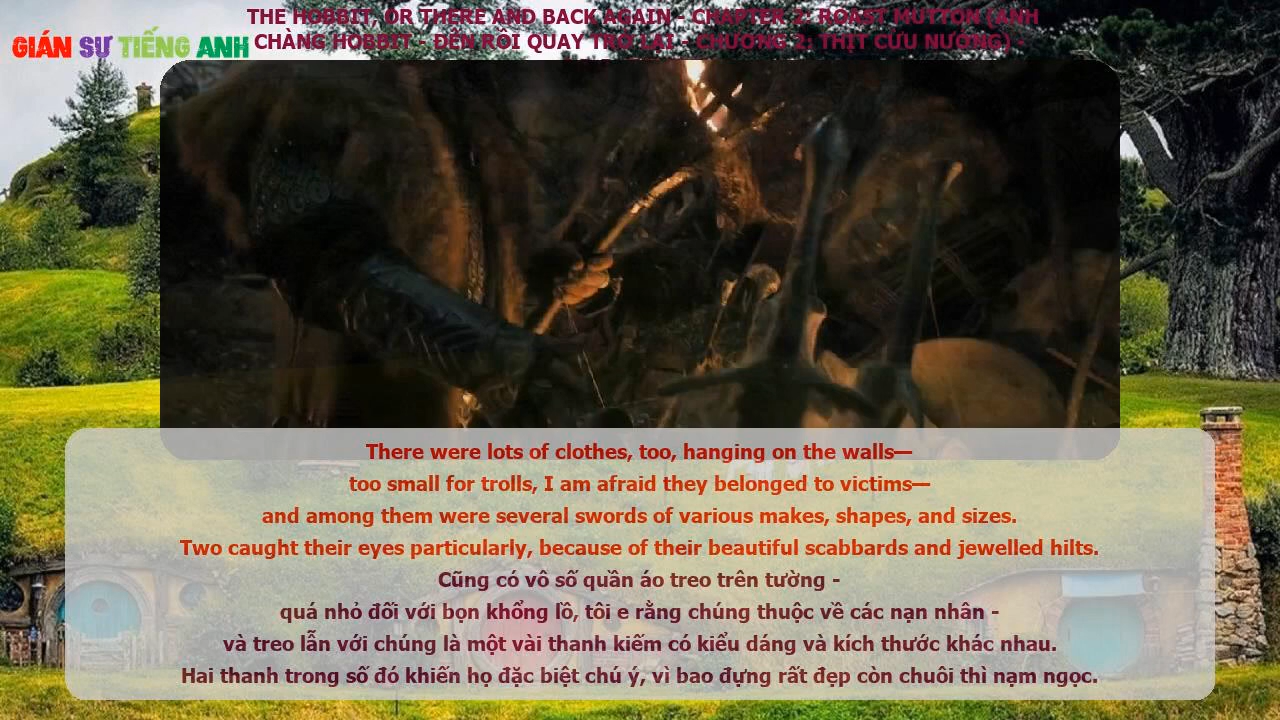 THE HOBBIT, OR THERE AND BACK AGAIN - CHAPTER 2: ROAST MUTTON (ANH
CHÀNG HOBBIT - ĐẾN RỒI QUAY TRỞ LẠI - CHƯƠNG 2: THỊT CỪU NƯỚNG) -
GIÁN SỨ TIẾNG ANH
There were lots of clothes, too, hanging on the walls—
too small for trolls, I am afraid they belonged to victims—
and among them were several swords of various makes, shapes, and sizes.
Two caught their eyes particularly, because of their beautiful scabbards and jewelled hilts.
Cũng có vô số quần áo treo trên tường -
quá nhỏ đối với bọn khổng lồ, tôi e rằng chúng thuộc về các nạn nhân -
và treo lẫn với chúng là một vài thanh kiếm có kiểu dáng và kích thước khác nhau.
Hai thanh trong số đó khiến họ đặc biệt chú ý, vì bao đựng rất đẹp còn chuôi thì nạm ngọc.